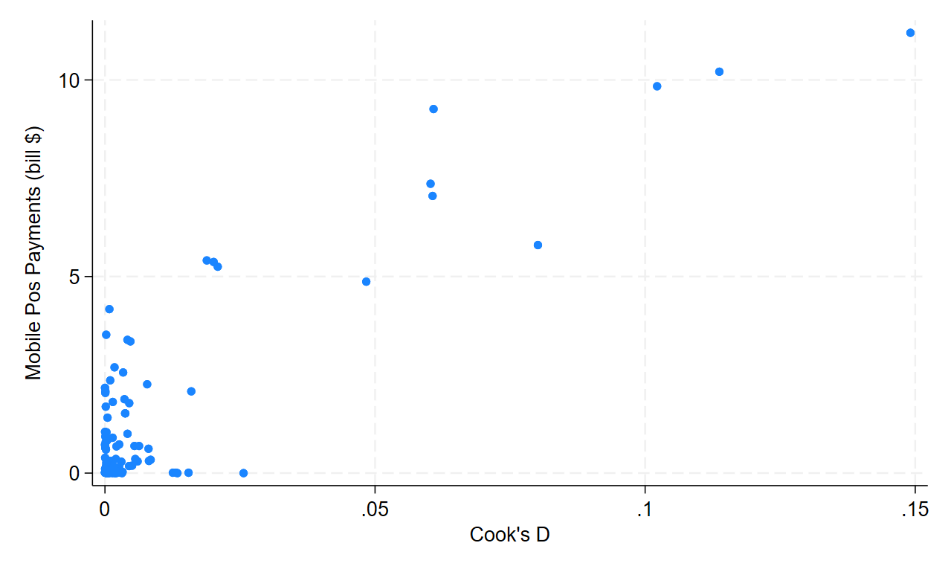 Mobile Pos Payments (bill $)
10
5
0
0 .05 .1 .15
Cook's D